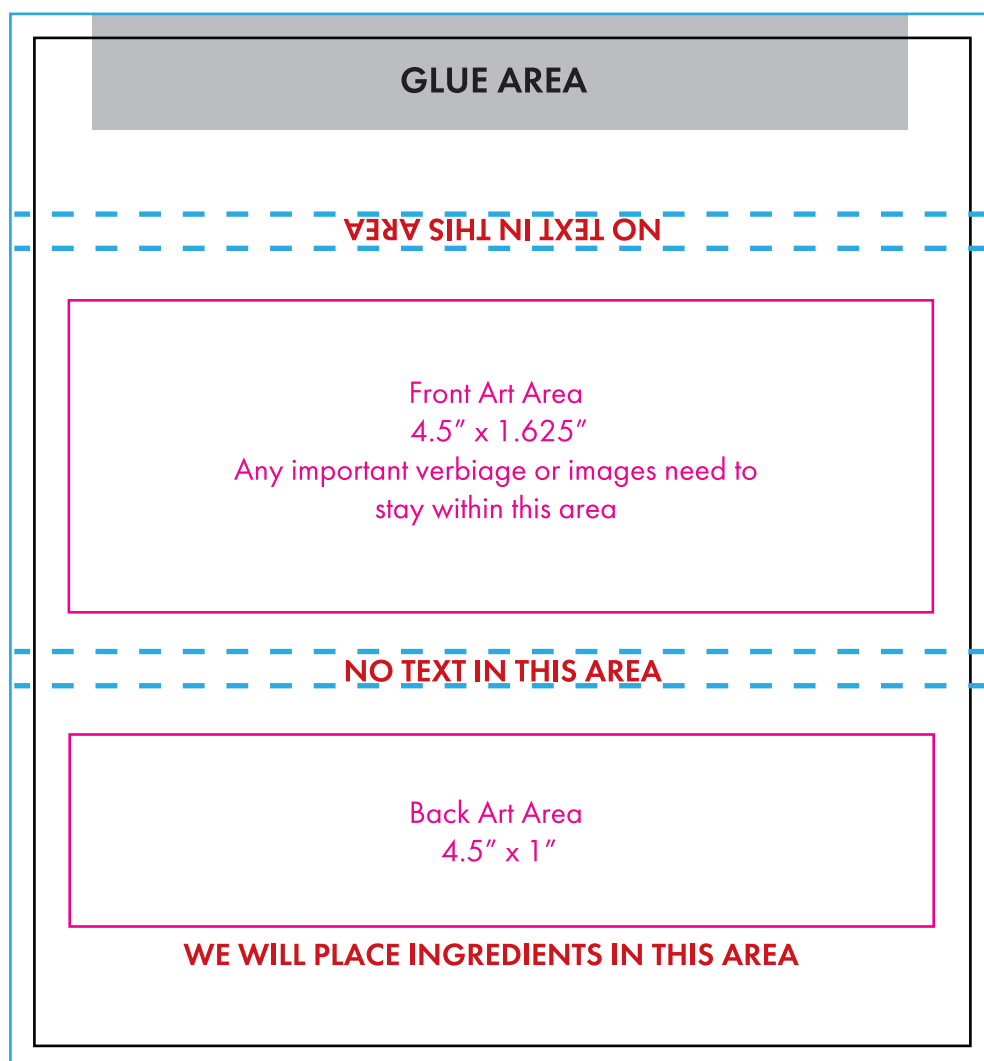 GLUE AREA
NO TEXT IN THIS AREA
Front Art Area
4.5” x 1.625”
Any important verbiage or images need to
stay within this area
NO TEXT IN THIS AREA
Back Art Area
4.5” x 1”
WE WILL PLACE INGREDIENTS IN THIS AREA